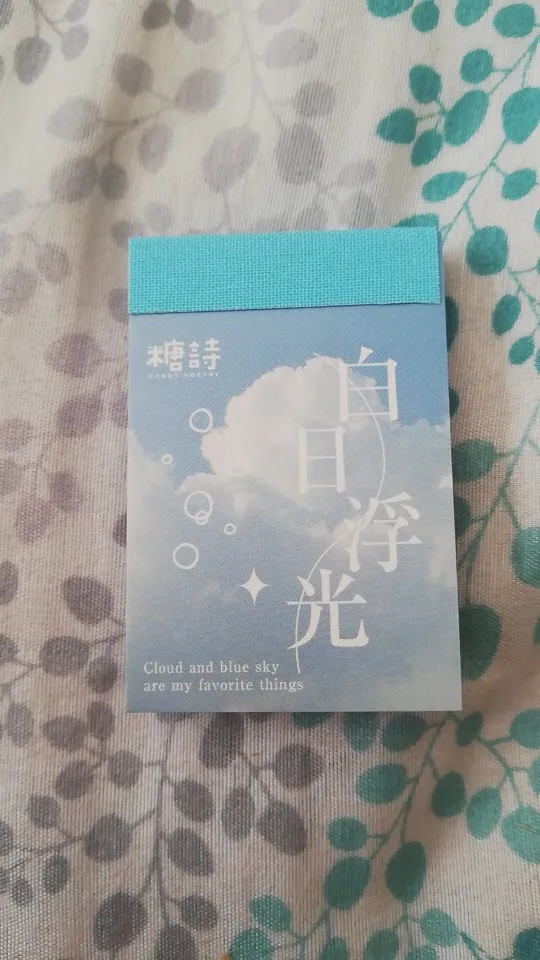 糖詩
CANDY POETRY
白日浮光
Cloud and blue sky
are my favorite things